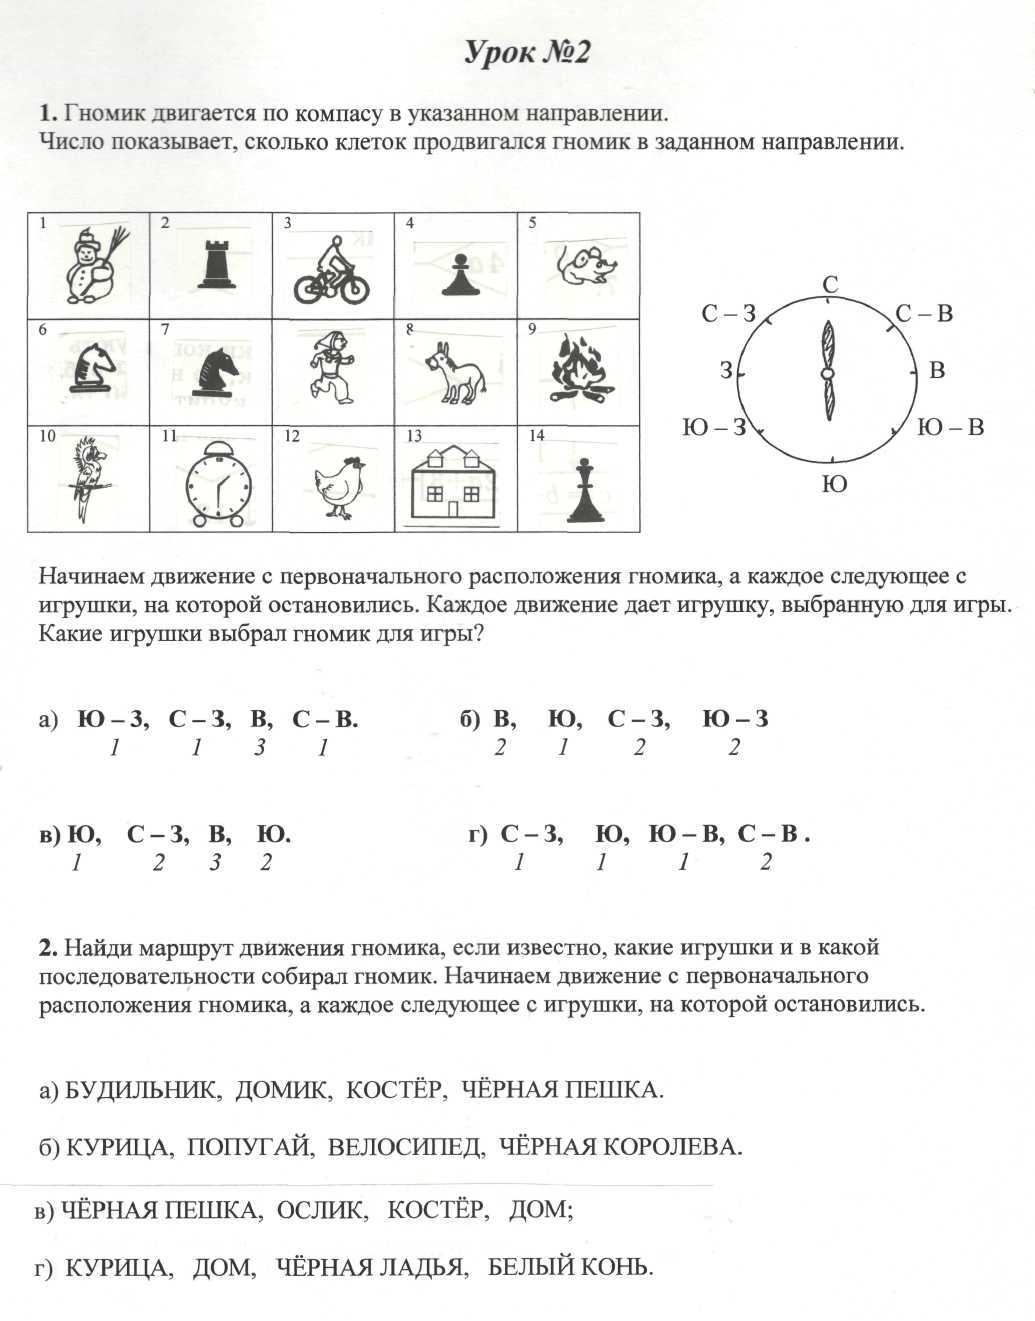 Урок №2
1. Гномик двигается по компасу в указанном направлении.
Число показывает, сколько клеток продвигался гномик в заданном направлении.
1 2 3 4 5
6 7 8 9
10 11 12 13 14
С
С – З С – В
З В
Ю – З Ю – В
Ю
Начинаем движение с первоначального расположения гномика, а каждое следующее с
игрушки, на которой остановились. Каждое движение дает игрушку, выбранную для игры.
Какие игрушки выбрал гномик для игры?
а) Ю – З, С – З, В, С – В. б) В, Ю, С – З, Ю – З
1 1 3 1 2 1 2 2
в) Ю, С – З, В, Ю. г) С – З, Ю, Ю – В, С – В .
1 2 3 2 1 1 1 2
2. Найди маршрут движения гномика, если известно, какие игрушки и в какой
последовательности собирал гномик. Начинаем движение с первоначального
расположения гномика, а каждое следующее с игрушки, на которой остановились.
а) БУДИЛЬНИК, ДОМИК, КОСТЁР, ЧЁРНАЯ ПЕШКА.
б) КУРИЦА, ПОПУГАЙ, ВЕЛОСИПЕД, ЧЁРНАЯ КОРОЛЕВА.
в) ЧЁРНАЯ ПЕШКА, ОСЛИК, КОСТЁР, ДОМ;
г) КУРИЦА, ДОМ, ЧЁРНАЯ ЛАДЬЯ, БЕЛЫЙ КОНЬ.